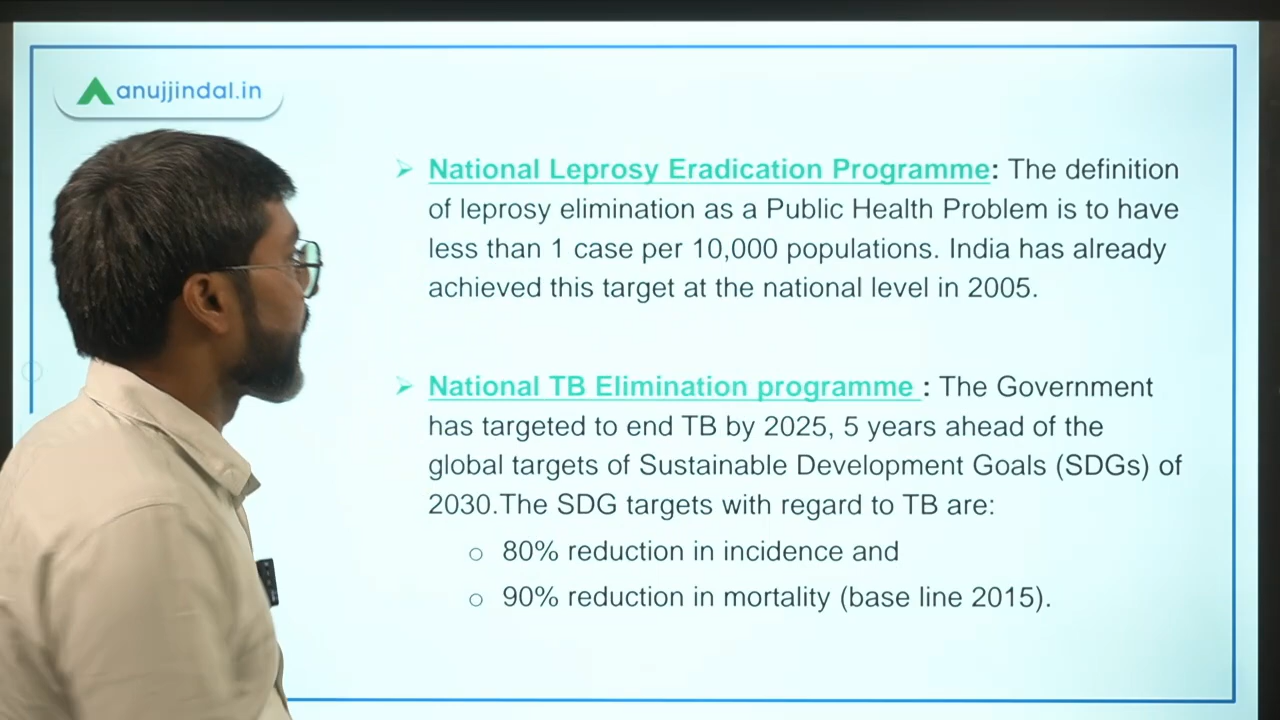 anujjindal.in
➢ National Leprosy Eradication Programme: The definition
of leprosy elimination as a Public Health Problem is to have
less than 1 case per 10,000 populations. India has already
achieved this target at the national level in 2005.
➢ National TB Elimination programme : The Government
has targeted to end TB by 2025, 5 years ahead of the
global targets of Sustainable Development Goals (SDGs) of
2030.The SDG targets with regard to TB are:
○ 80% reduction in incidence and
○ 90% reduction in mortality (base line 2015).